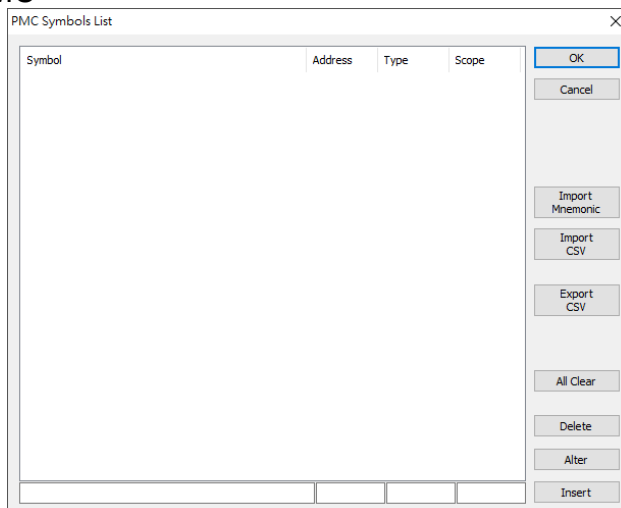 PMC Symbols List
Symbol Address Type Scope
OK
Cancel
Import
Mnemonic
Import
CSV
Export
CSV
All Clear
Delete
Alter
Insert